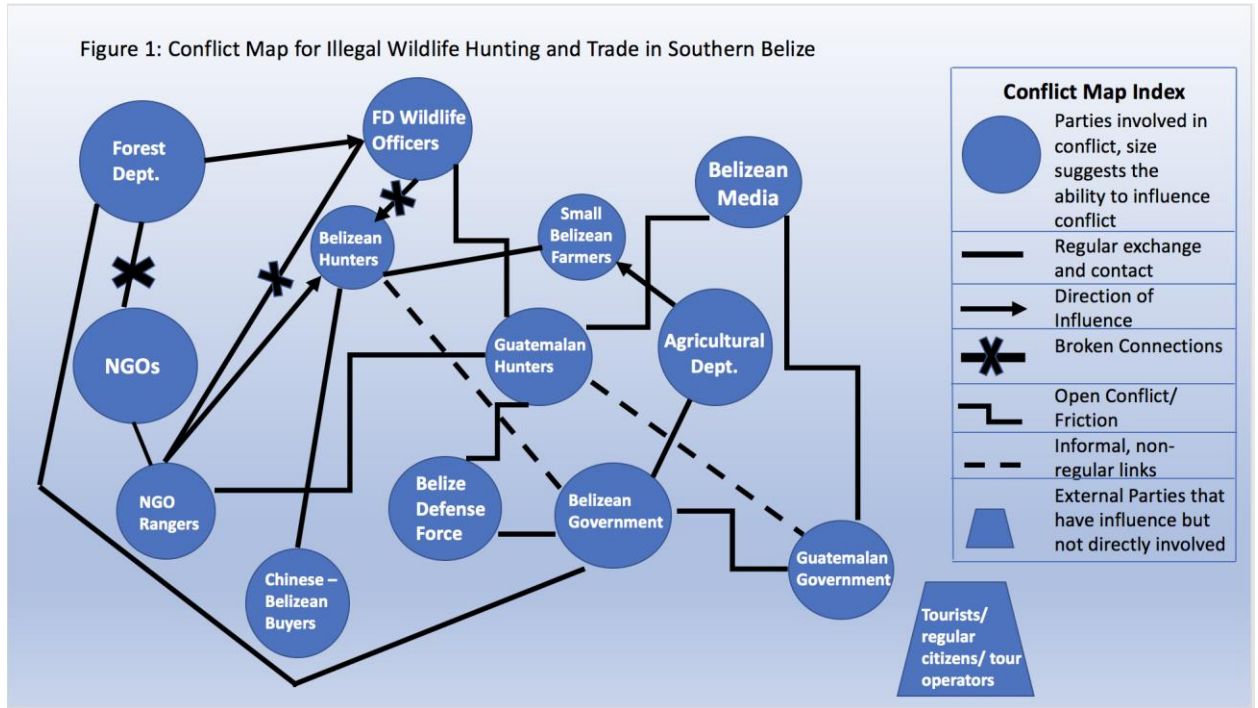 Figure 1: Conflict Map for Illegal Wildlife Hunting and Trade in Southern Belize
Forest
Dept.
FD Wildlife
Officers
Belizean
Media
Belizean
Hunters
Small
Belizean
Farmers
NGOs
Guatemalan
Hunters
Agricultural
Dept.
NGO
Rangers
Belize
Defense
Force
Belizean
Government
Guatemalan
Government
Chinese –
Belizean
Buyers
Tourists/
regular
citizens/ tour
operators
Conflict Map Index
Parties involved in
conflict, size
suggests the
ability to influence
conflict
Regular exchange
and contact
Direction of
Influence
Broken Connections
Open Conflict/
Friction
Informal, non-
regular links
External Parties that
have influence but
not directly involved